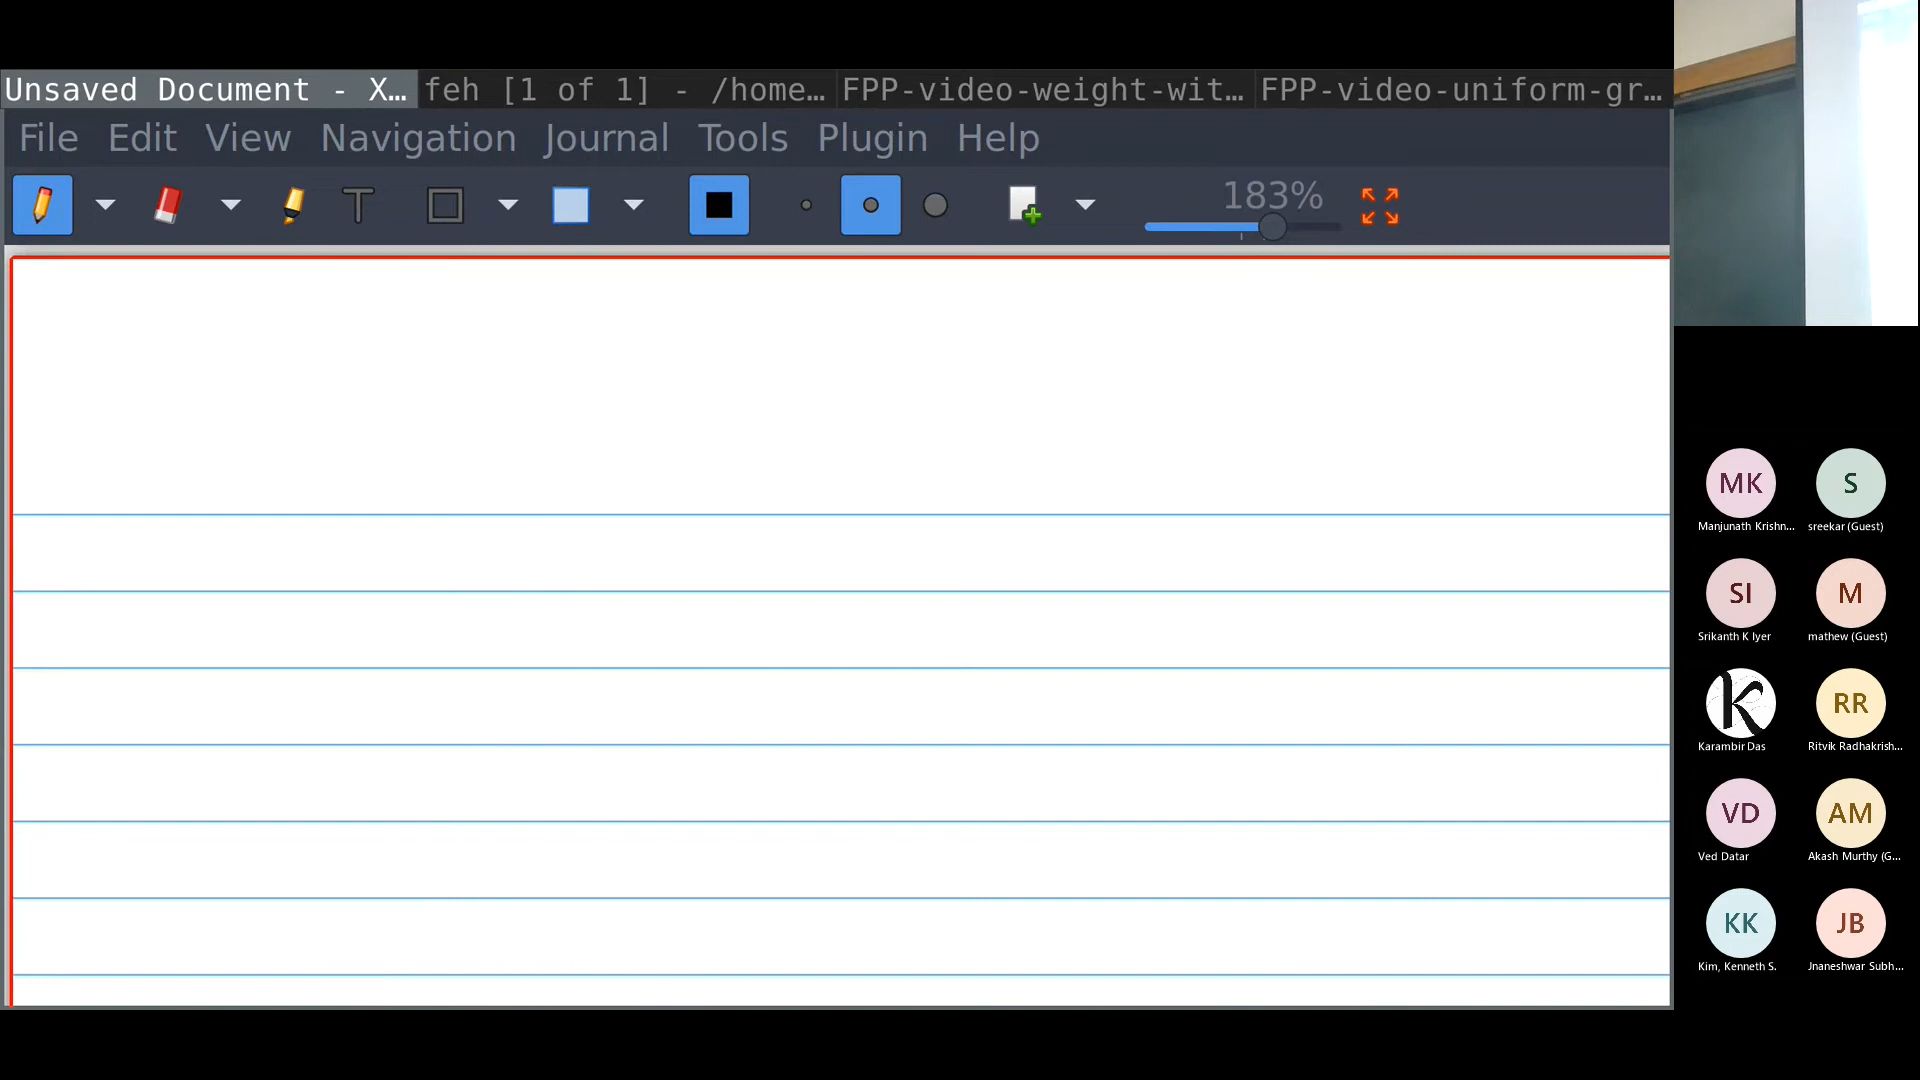 Unsaved Document - X…
feh [1 of 1] - /home…
FPP-video-weight-wit…
FPP-video-uniform-gr…
File Edit View Navigation Journal Tools Plugin Help
T
183%
MK
Manjunath Krishn...
S
sreekar (Guest)
SI
Srikanth K Iyer
M
mathew (Guest)
K
Karambir Das
RR
Ritvik Radhakrish...
VD
Ved Datar
AM
Akash Murthy (G...
KK
Kim, Kenneth S.
JB
Jnaneshwar Subh...